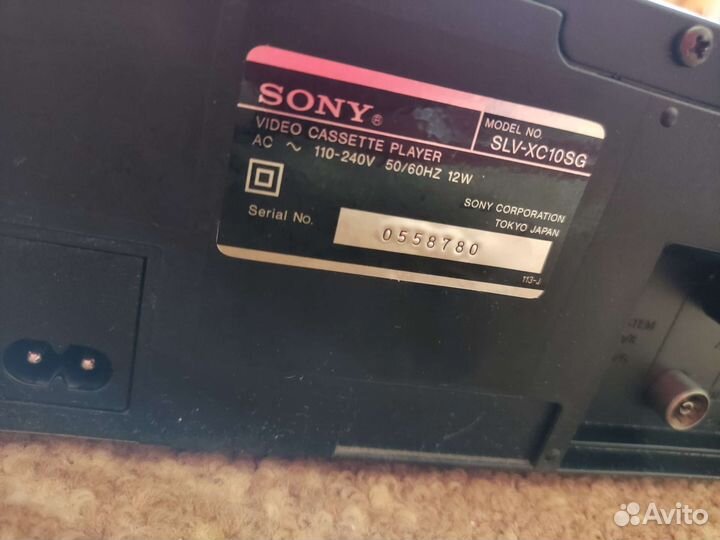 SONY®
VIDEO CASSETTE PLAYER
AC ~ 110-240V 50/60HZ 12W
MODEL NO.
SLV-XC10SG
SONY CORPORATION
TOKYO JAPAN
Serial No.
0558780
113-J
Avito